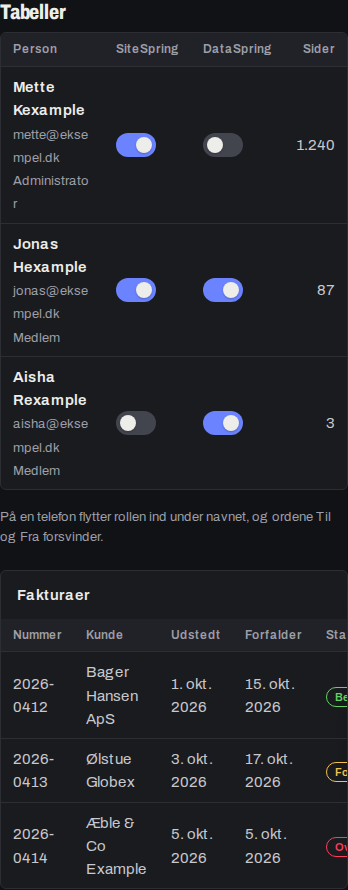 Tabeller
Person SiteSpring DataSpring Sider
Mette
Kexample
mette@ekse
mpel.dk
Administrato
r
1.240
Jonas
Hexample
jonas@ekse
mpel.dk
Medlem
87
Aisha
Rexample
aisha@ekse
mpel.dk
Medlem
3
På en telefon flytter rollen ind under navnet, og ordene Til
og Fra forsvinder.
Fakturaer
Nummer Kunde Udstedt Forfalder Sta
2026-
0412
Bager
Hansen
ApS
1. okt.
2026
15. okt.
2026
Be
2026-
0413
Ølstue
Globex
3. okt.
2026
17. okt.
2026
Fo
2026-
0414
Æble &
Co
Example
5. okt.
2026
5. okt.
2026
Ov